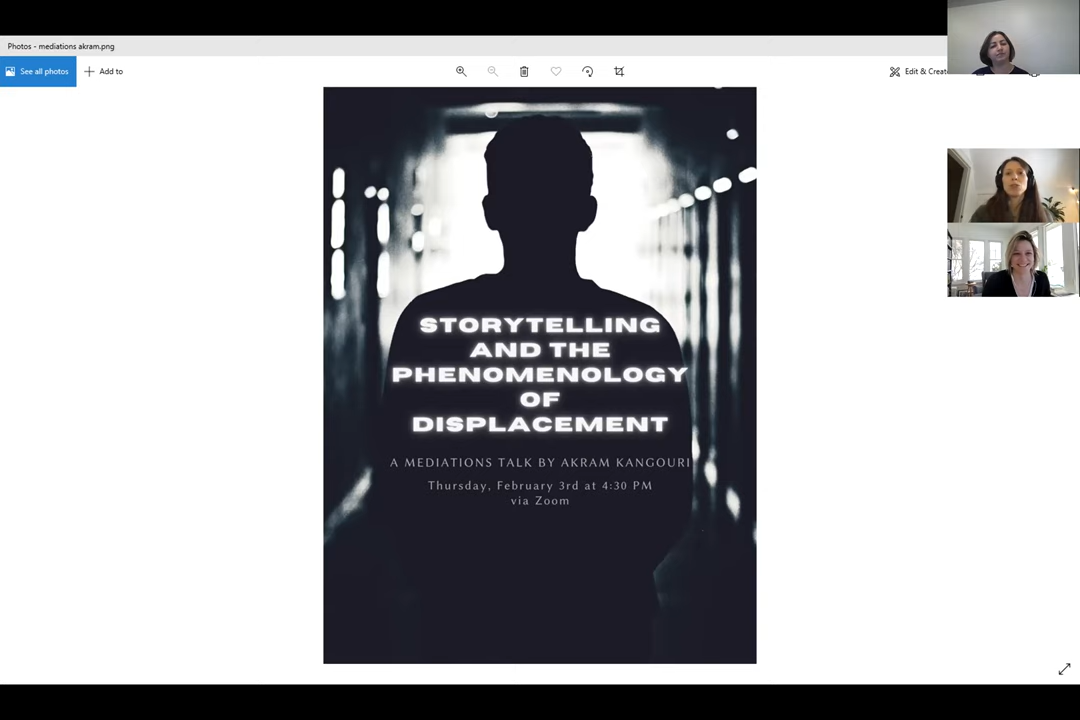 Photos - mediations akram.png
See all photos
Add to
Edit & Create
STORYTELLING
AND THE
PHENOMENOLOGY
OF
DISPLACEMENT
A MEDIATIONS TALK BY AKRAM KANGOURI
Thursday, February 3rd at 4:30 PM
via Zoom